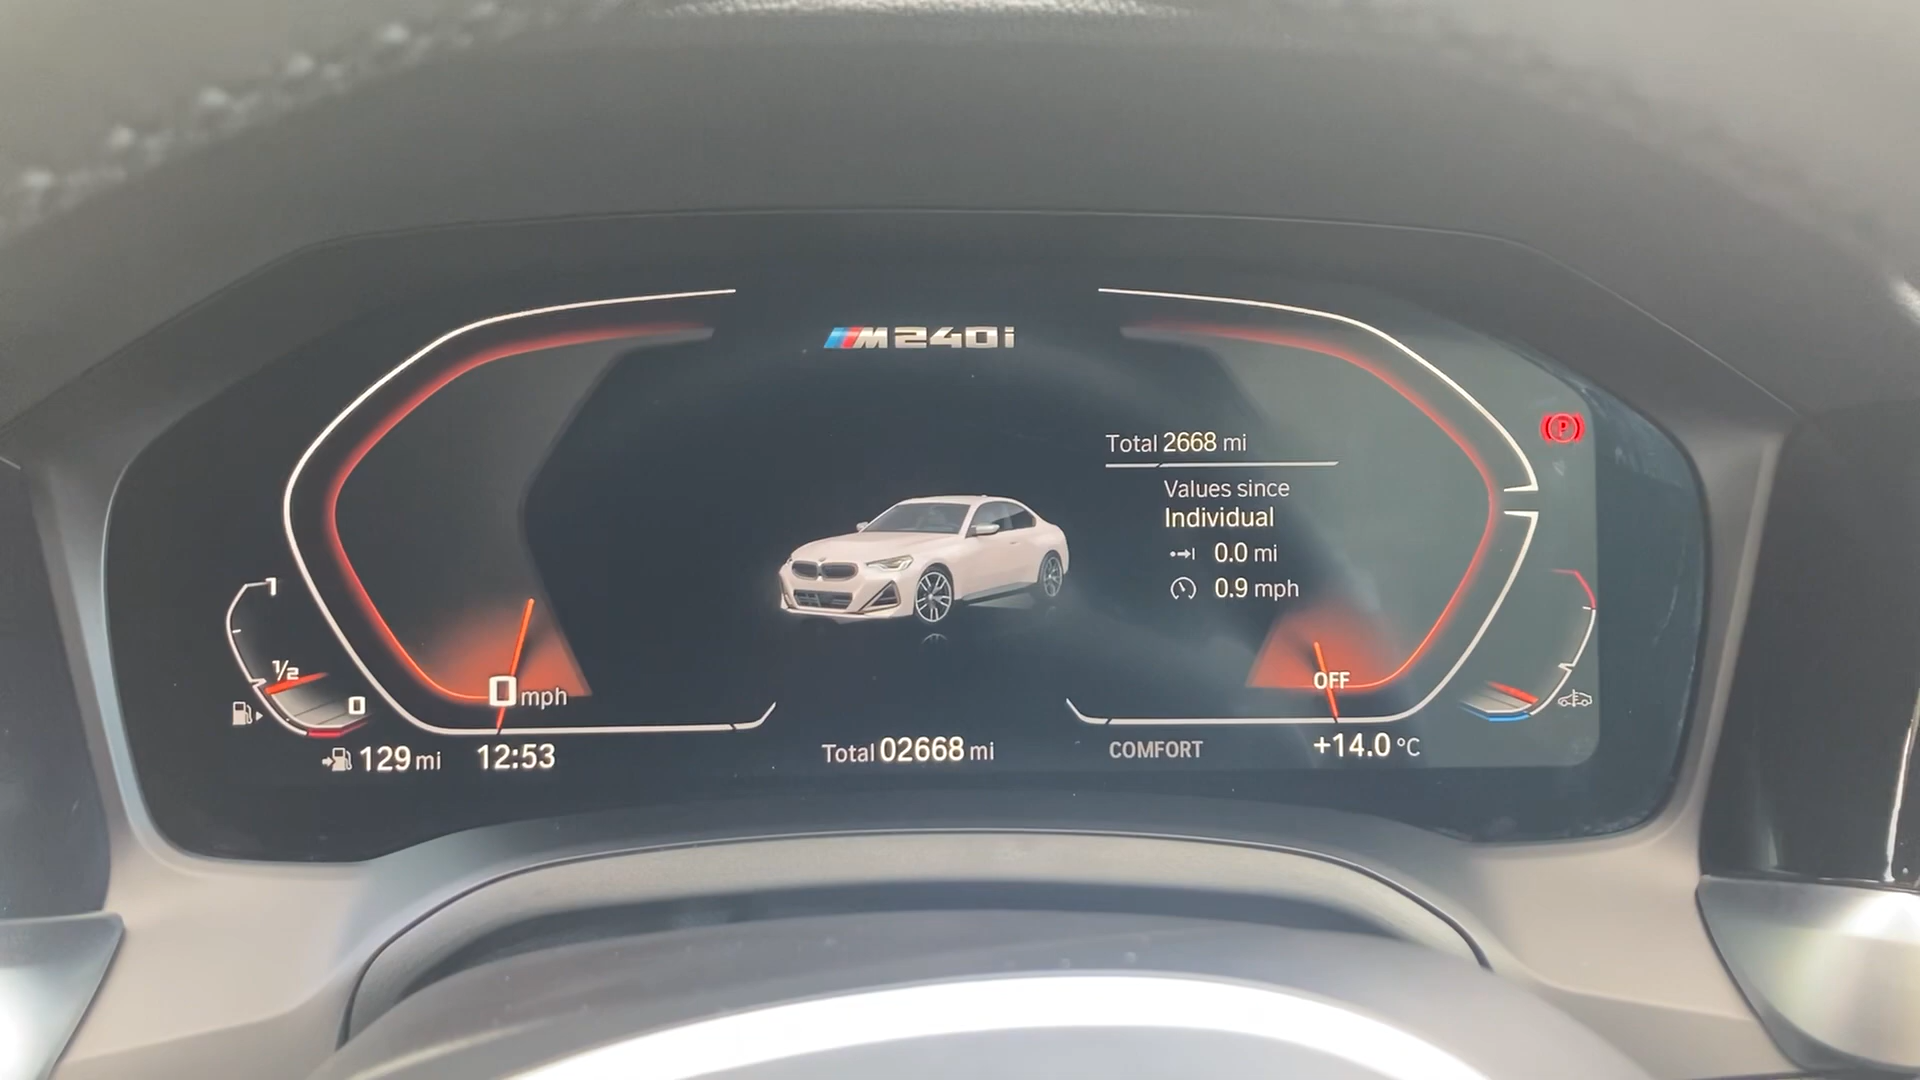 M240i
Total 2668 mi
Values since
Individual
0.0 mi
0.9 mph
1
1/2
0
0 mph
OFF
129 mi
12:53
Total 02668 mi
COMFORT
+14.0 °C
P